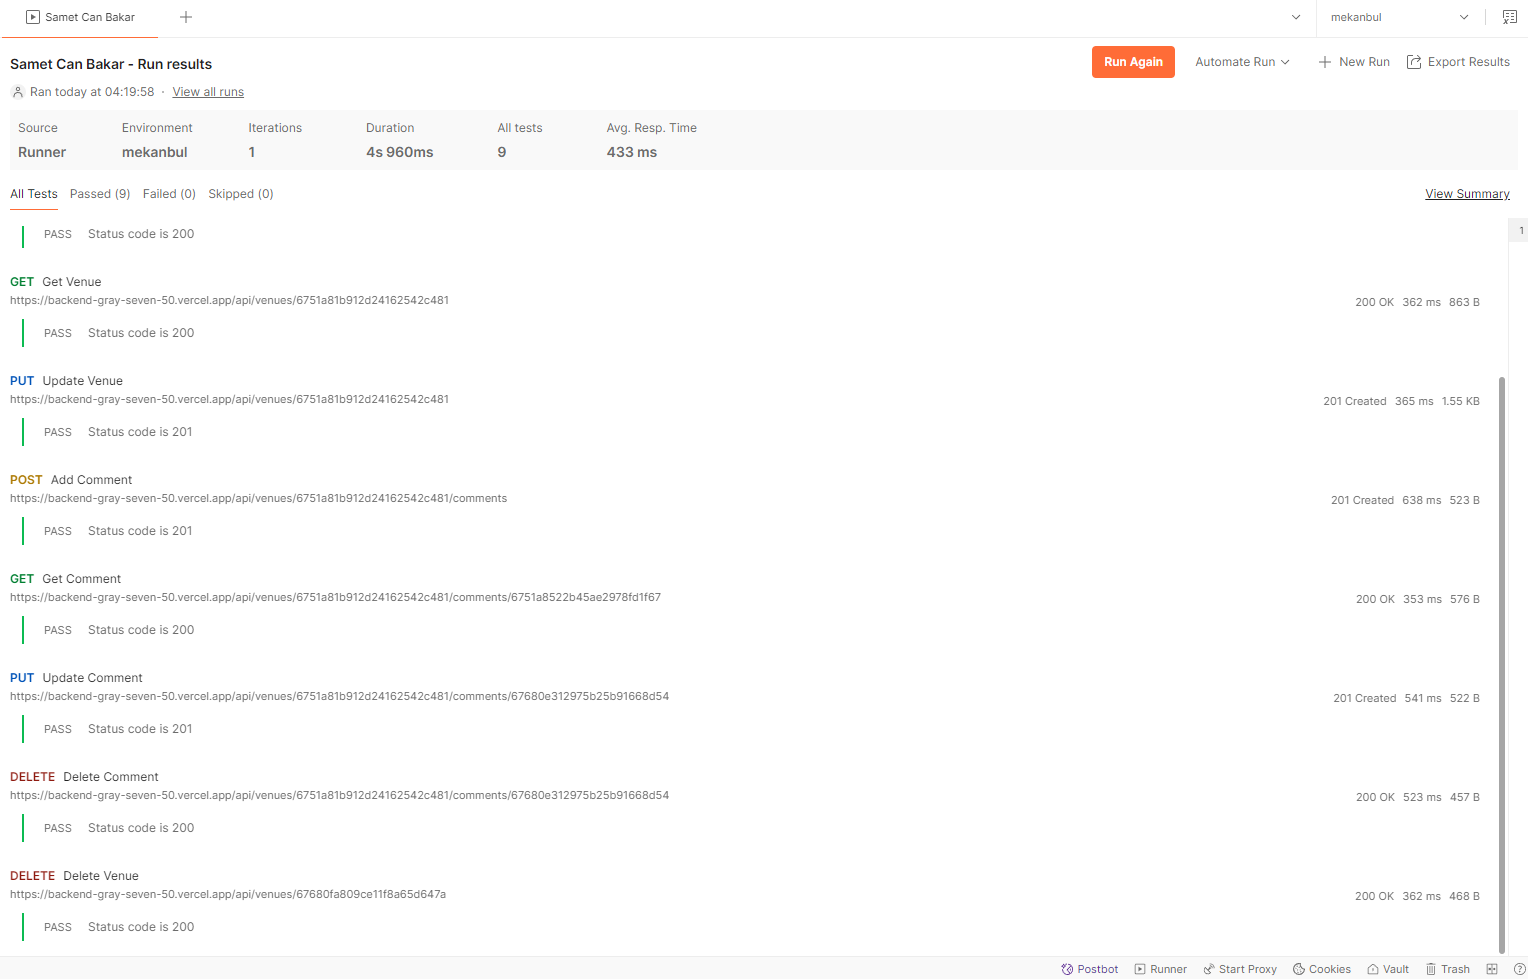 Samet Can Bakar
mekanbul
Samet Can Bakar - Run results
Run Again
Automate Run
New Run
Export Results
Ran today at 04:19:58 · View all runs
Source Environment Iterations Duration All tests Avg. Resp. Time
Runner mekanbul 1 4s 960ms 9 433 ms
All Tests Passed (9) Failed (0) Skipped (0) View Summary
PASS Status code is 200
1
GET Get Venue
https://backend-gray-seven-50.vercel.app/api/venues/6751a81b912d24162542c481
200 OK 362 ms 863 B
PASS Status code is 200
PUT Update Venue
https://backend-gray-seven-50.vercel.app/api/venues/6751a81b912d24162542c481
201 Created 365 ms 1.55 KB
PASS Status code is 201
POST Add Comment
https://backend-gray-seven-50.vercel.app/api/venues/6751a81b912d24162542c481/comments
201 Created 638 ms 523 B
PASS Status code is 201
GET Get Comment
https://backend-gray-seven-50.vercel.app/api/venues/6751a81b912d24162542c481/comments/6751a8522b45ae2978fd1f67
200 OK 353 ms 576 B
PASS Status code is 200
PUT Update Comment
https://backend-gray-seven-50.vercel.app/api/venues/6751a81b912d24162542c481/comments/67680e312975b25b91668d54
201 Created 541 ms 522 B
PASS Status code is 201
DELETE Delete Comment
https://backend-gray-seven-50.vercel.app/api/venues/6751a81b912d24162542c481/comments/67680e312975b25b91668d54
200 OK 523 ms 457 B
PASS Status code is 200
DELETE Delete Venue
https://backend-gray-seven-50.vercel.app/api/venues/67680fa809ce11f8a65d647a
200 OK 362 ms 468 B
PASS Status code is 200
Postbot Runner Start Proxy Cookies Vault Trash